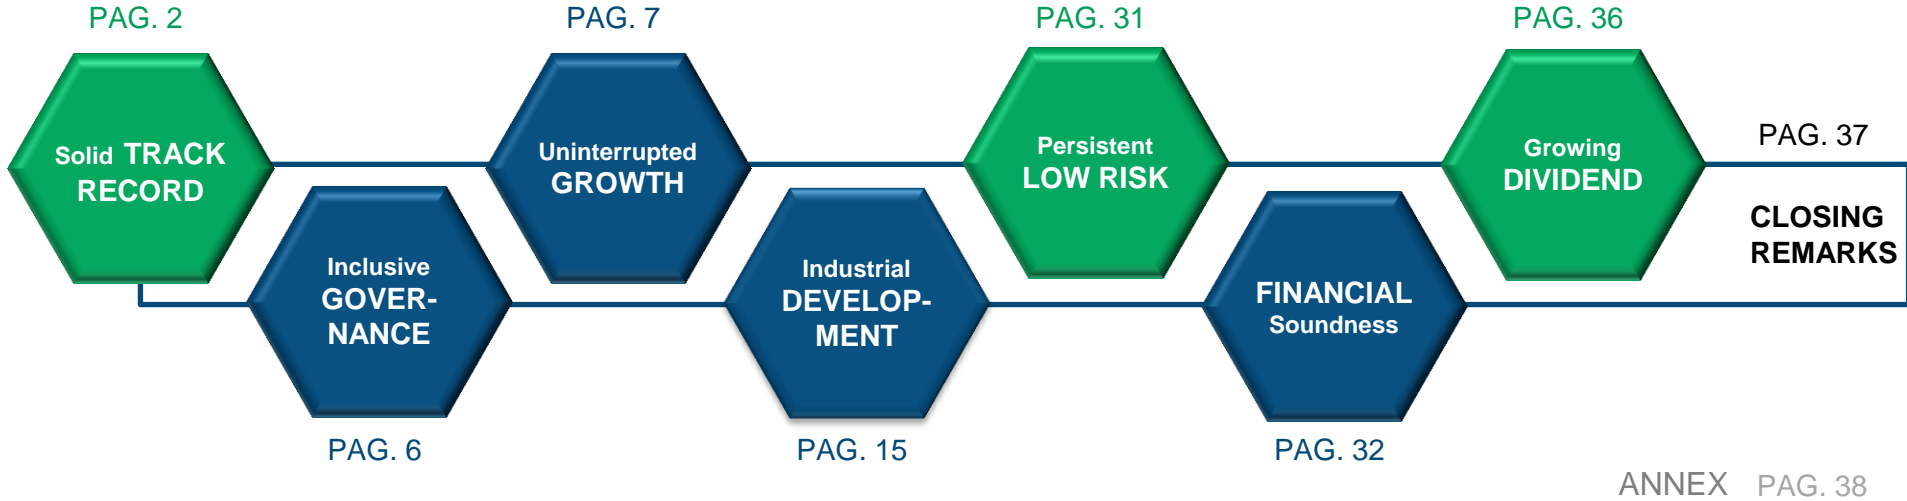 PAG. 2
PAG. 7
PAG. 31
PAG. 36
Solid TRACK
RECORD
Uninterrupted
GROWTH
Persistent
LOW RISK
Growing
DIVIDEND
PAG. 37
CLOSING
REMARKS
Inclusive
GOVER-
NANCE
Industrial
DEVELOP-
MENT
FINANCIAL
Soundness
PAG. 6
PAG. 15
PAG. 32
ANNEX PAG. 38